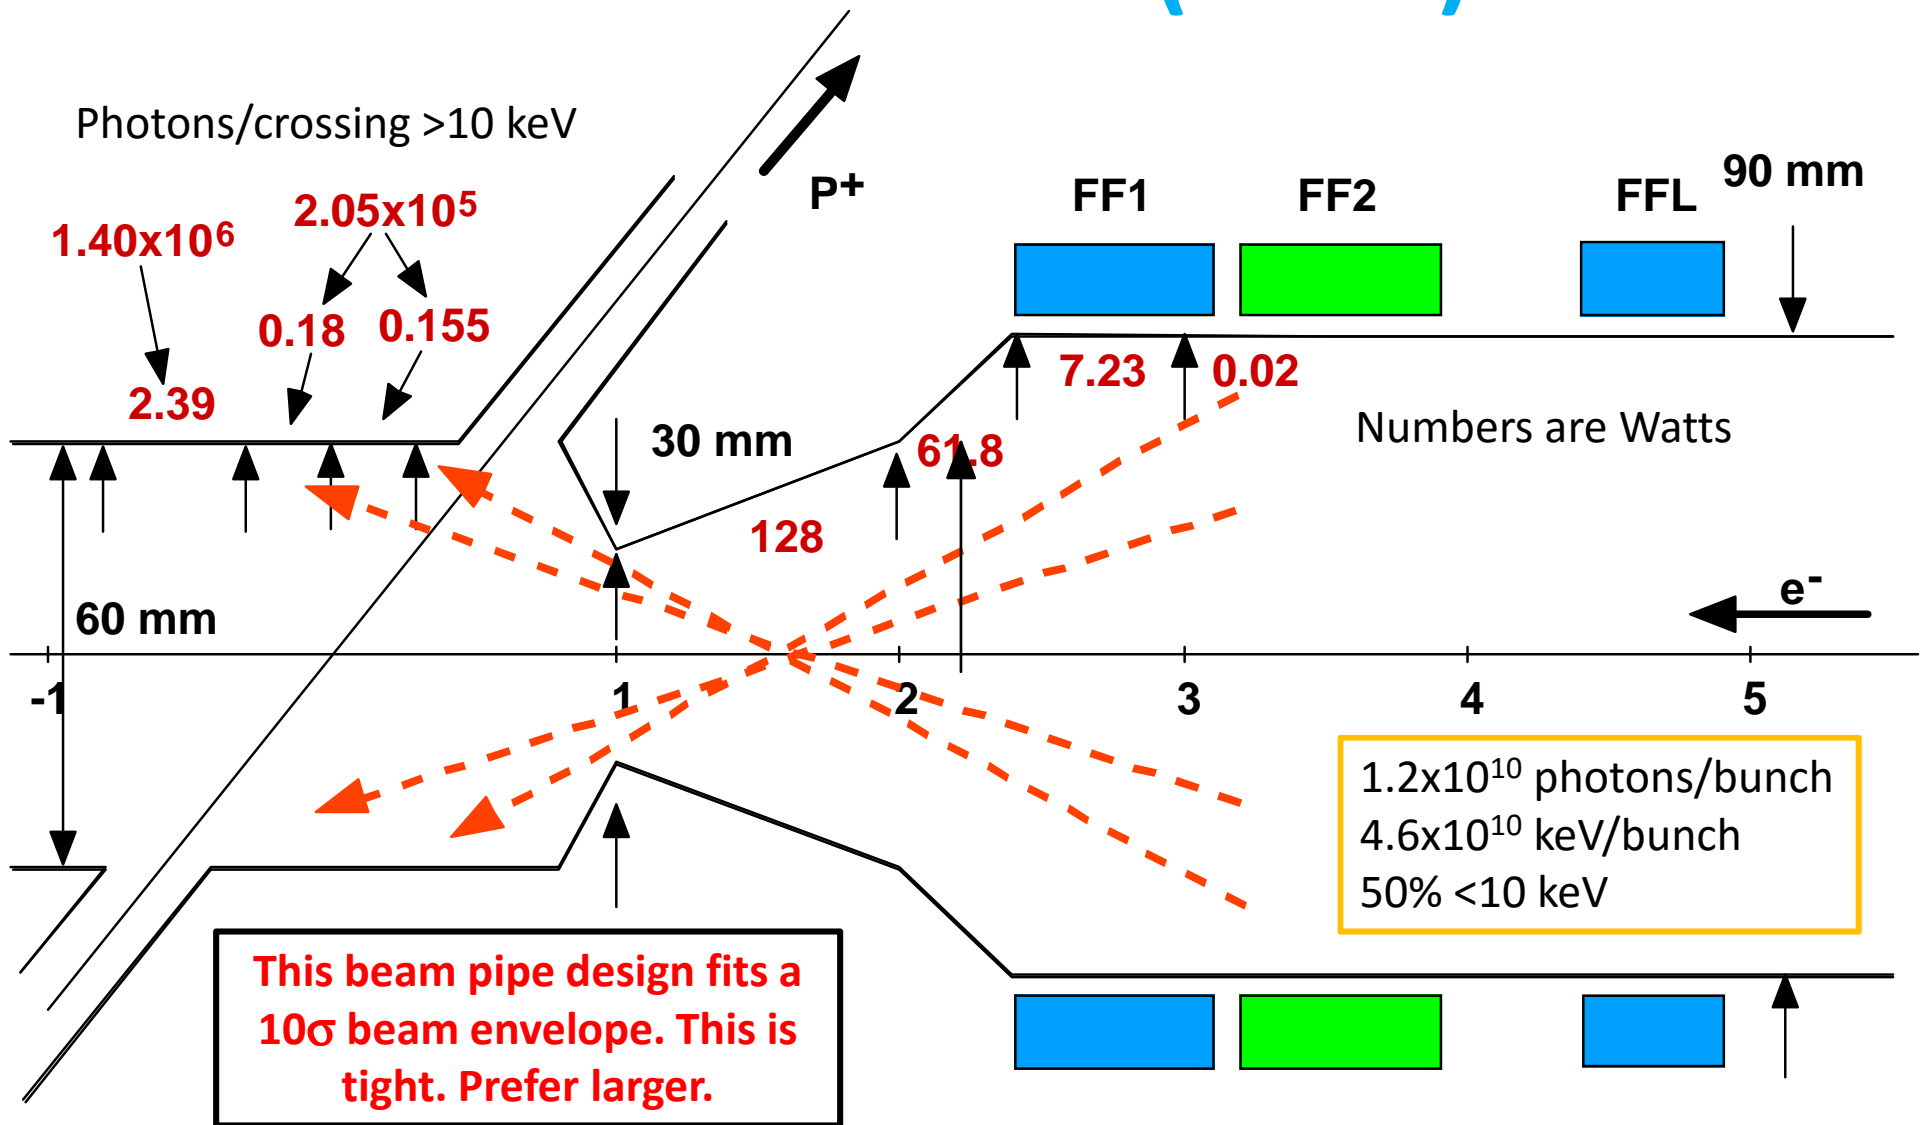 Photons/crossing >10 keV
P+
FF1
FF2
FFL
90 mm
1.40x10⁶
2.05x10⁵
0.18
0.155
2.39
7.23
0.02
30 mm
61.8
Numbers are Watts
128
60 mm
e⁻
-1
1
2
3
4
5
1.2x10¹⁰ photons/bunch
4.6x10¹⁰ keV/bunch
50% <10 keV
This beam pipe design fits a
10σ beam envelope. This is
tight. Prefer larger.